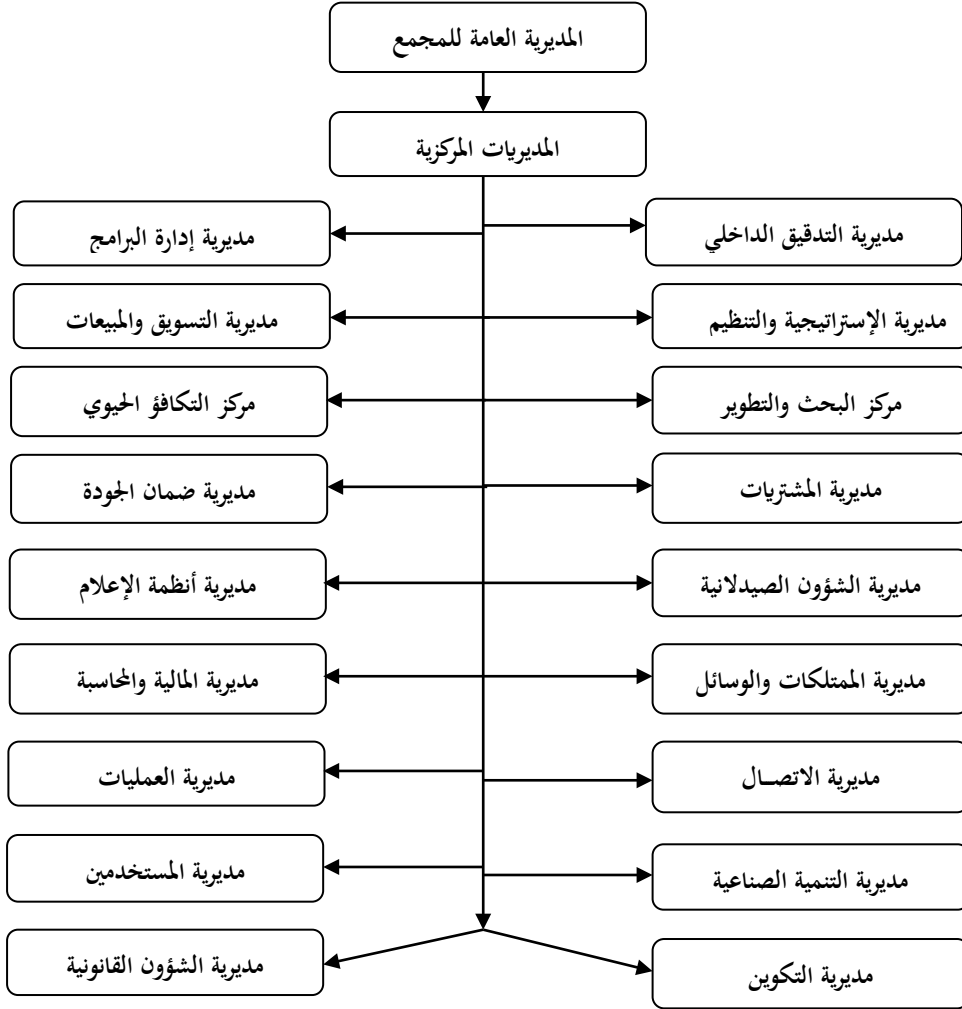 المديرية العامة للمجمع
المديريات المركزية
مديرية التدقيق الداخلي
مديرية إدارة البرامج
مديرية الإستراتيجية والتنظيم
مديرية التسويق والمبيعات
مركز البحث والتطوير
مركز التكافؤ الحيوي
مديرية المشتريات
مديرية ضمان الجودة
مديرية الشؤون الصيدلانية
مديرية أنظمة الإعلام
مديرية الممتلكات والوسائل
مديرية المالية والمحاسبة
مديرية الاتصـال
مديرية العمليات
مديرية التنمية الصناعية
مديرية المستخدمين
مديرية التكوين
مديرية الشؤون القانونية